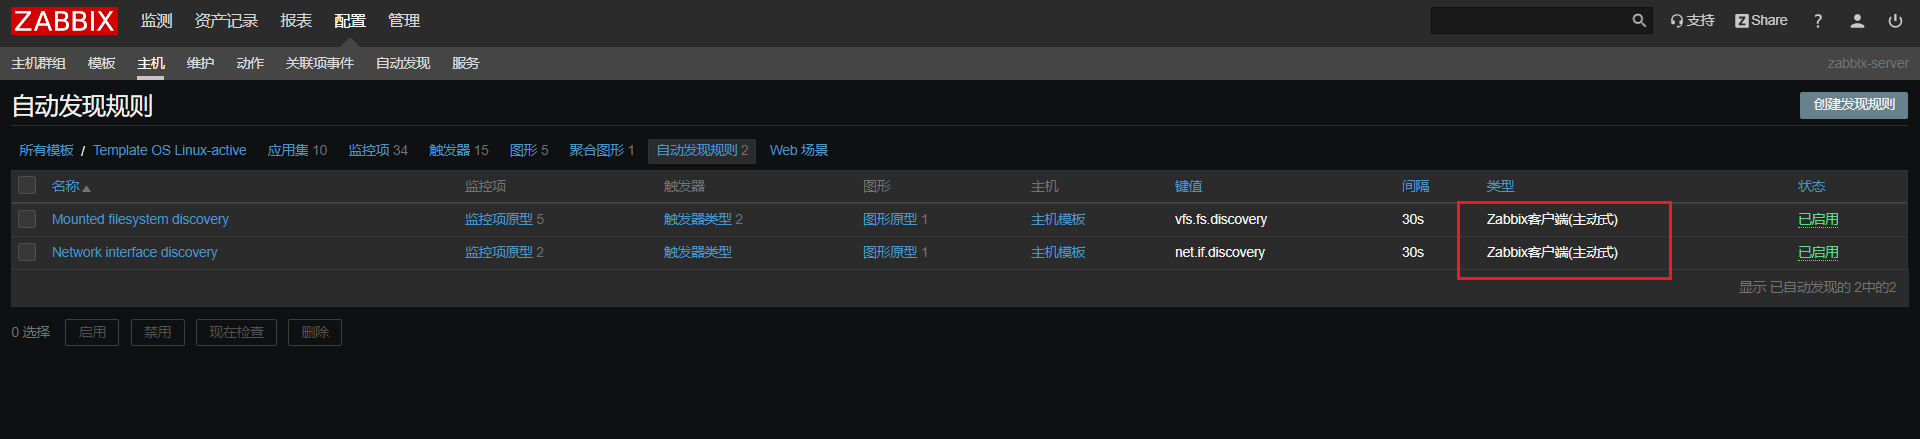 ZABBIX 监测 资产记录 报表 配置 管理 支持 Z Share ?
主机群组 模板 主机 维护 动作 关联项事件 自动发现 服务 zabbix-server
自动发现规则 创建发现规则
所有模板 / Template OS Linux-active 应用集 10 监控项 34 触发器 15 图形 5 聚合图形 1 自动发现规则 2 Web 场景
名称 监控项 触发器 图形 主机 键值 间隔 类型 状态
Mounted filesystem discovery 监控项原型 5 触发器类型 2 图形原型 1 主机模板 vfs.fs.discovery 30s Zabbix客户端(主动式) 已启用
Network interface discovery 监控项原型 2 触发器类型 图形原型 1 主机模板 net.if.discovery 30s Zabbix客户端(主动式) 已启用
显示 已自动发现的 2中的2
0 选择 启用 禁用 现在检查 删除